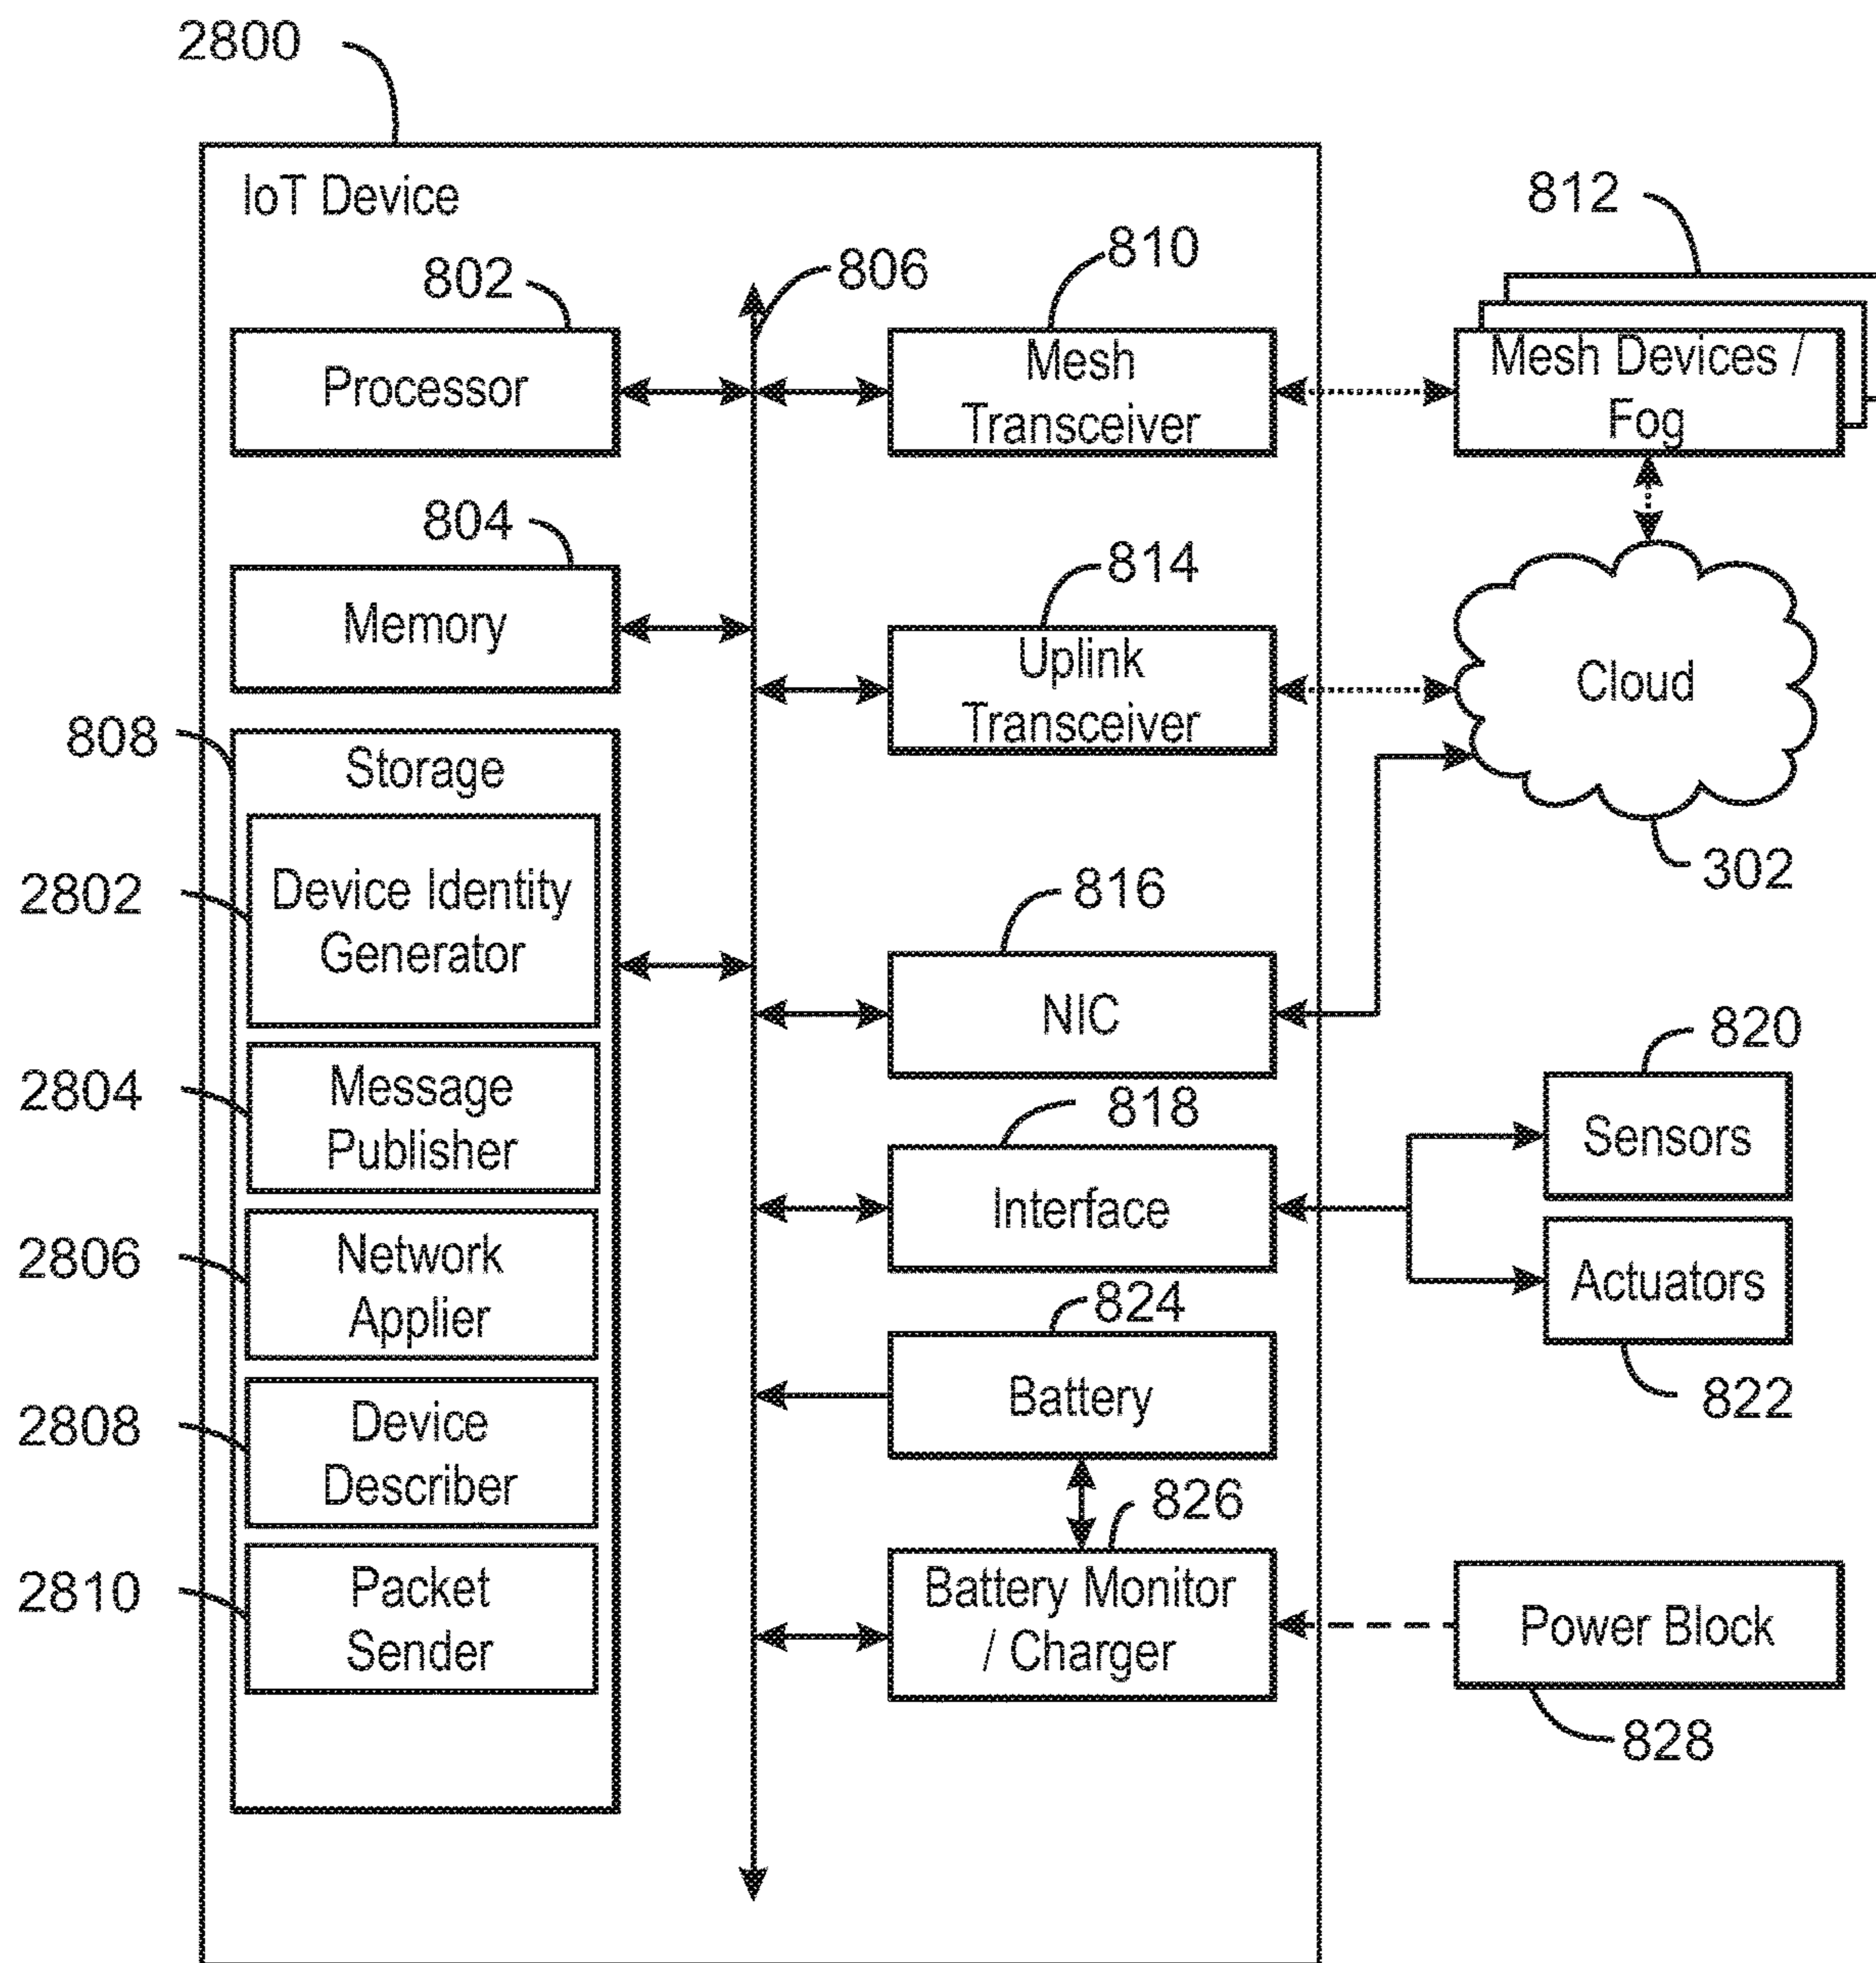 2800
IoT Device
802
806
810
812
Processor
Mesh
Transceiver
Mesh Devices /
Fog
804
814
Memory
Uplink
Transceiver
Cloud
302
808
Storage
2802
Device Identity
Generator
816
NIC
820
Sensors
2804
Message
Publisher
818
Interface
Actuators
822
2806
Network
Applier
824
Battery
2808
Device
Describer
826
Battery Monitor
/ Charger
Power Block
828
2810
Packet
Sender